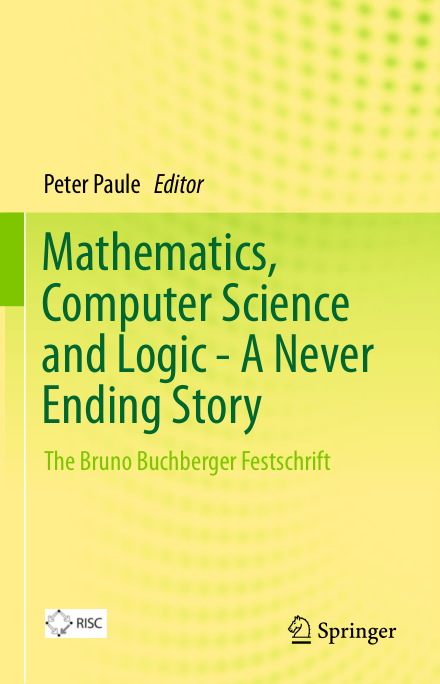 Peter Paule Editor
Mathematics,
Computer Science
and Logic - A Never
Ending Story
The Bruno Buchberger Festschrift
RISC
Springer